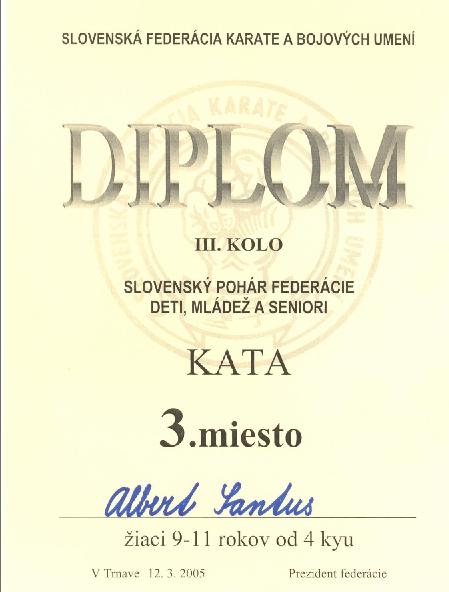 SLOVENSKÁ FEDERÁCIA KARATE A BOJOVÝCH UMENÍ
DIPLOM
III. KOLO
SLOVENSKÝ POHÁR FEDERÁCIE
DETI, MLÁDEŽ A SENIORI
KATA
3.miesto
Albert Santus
žiaci 9-11 rokov od 4 kyu
V Trnave 12. 3. 2005 Prezident federácie